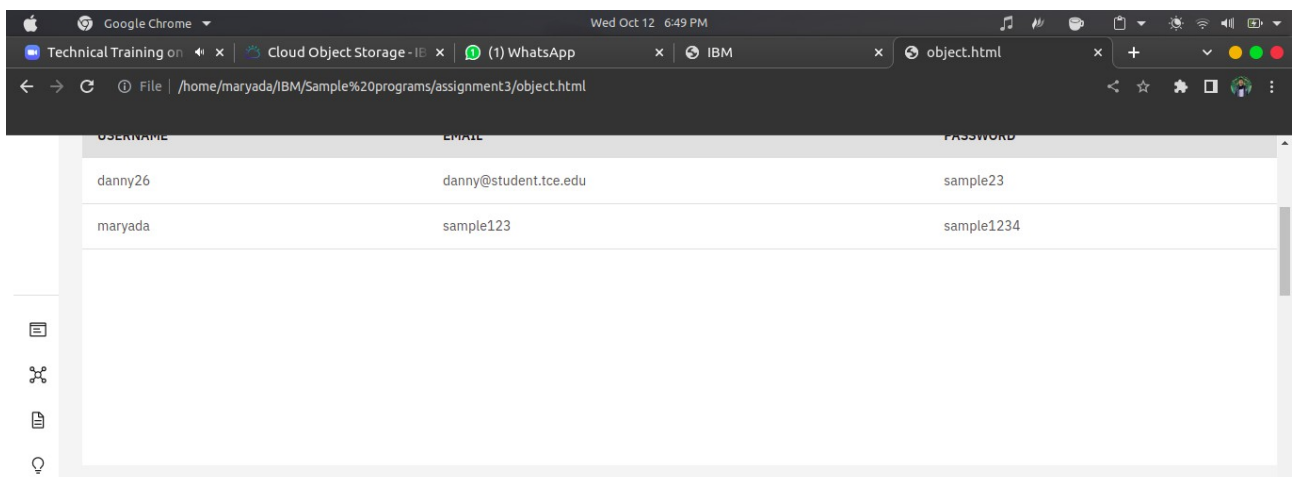 Google Chrome Wed Oct 12 6:49 PM
Technical Training on Cloud Object Storage - IB (1) WhatsApp IBM object.html
File /home/maryada/IBM/Sample%20programs/assignment3/object.html
USERNAME EMAIL PASSWORD
danny26 danny@student.tce.edu sample23
maryada sample123 sample1234